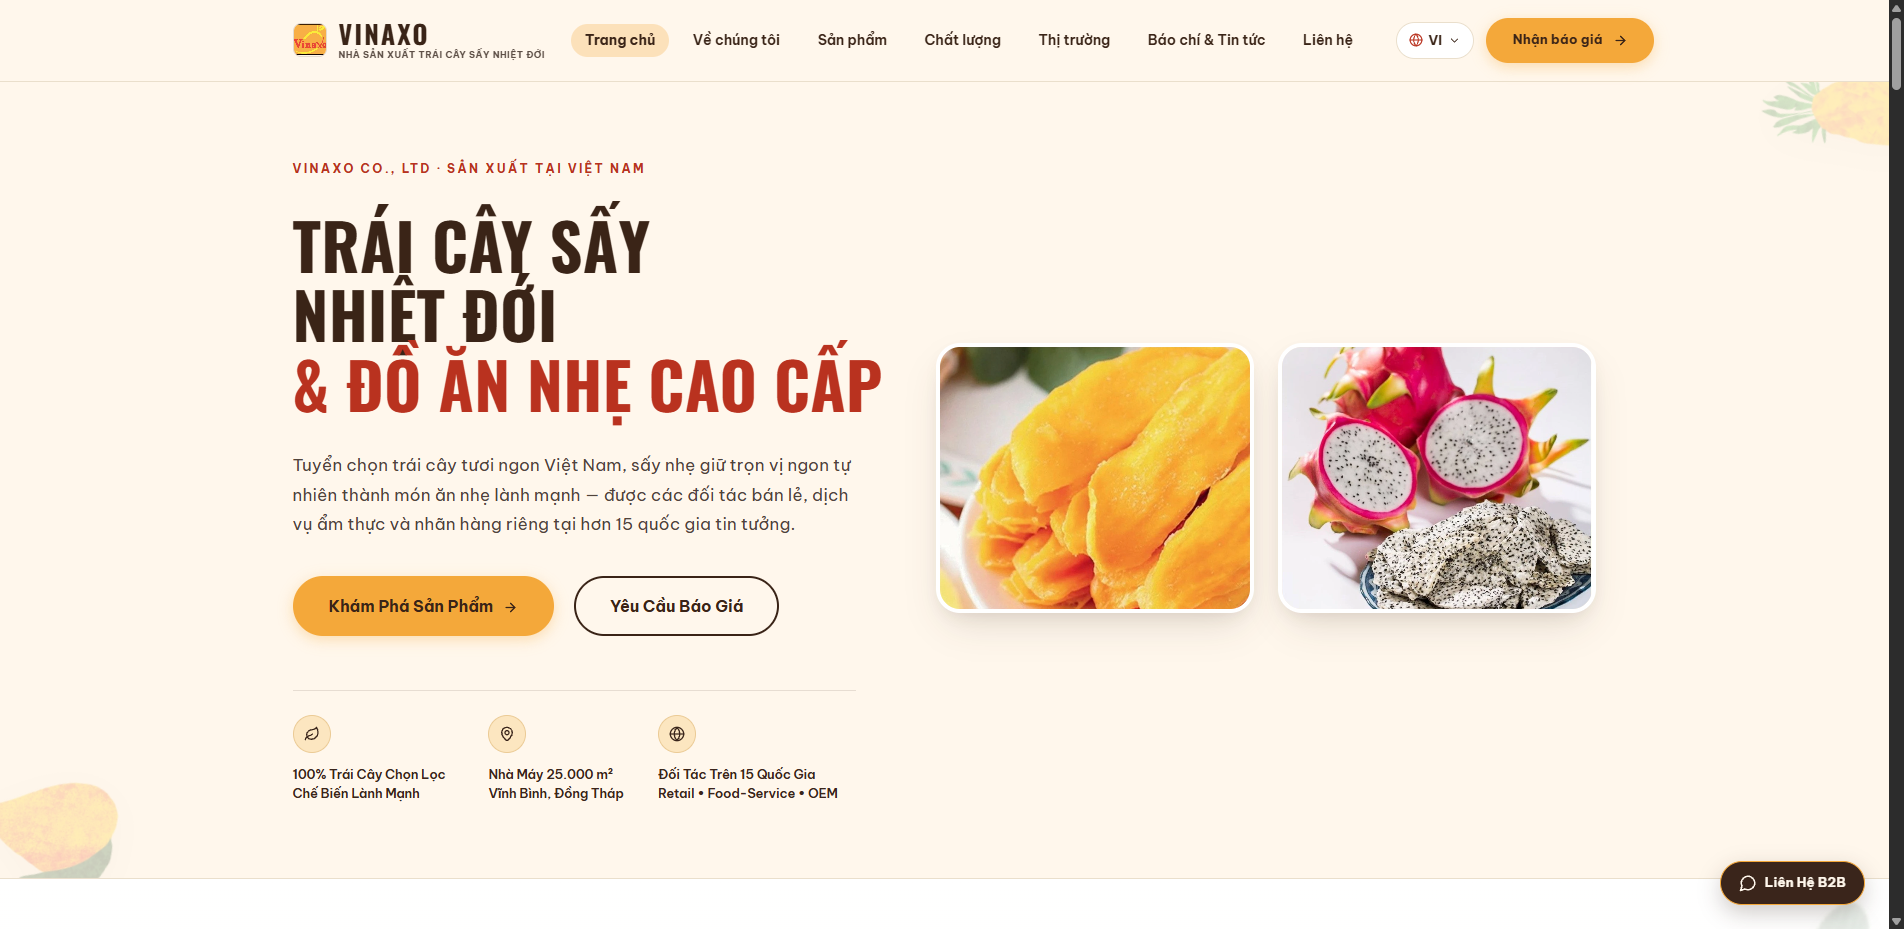 Vinaxo
VINAXO
NHÀ SẢN XUẤT TRÁI CÂY SẤY NHIỆT ĐỚI
Trang chủ
Về chúng tôi
Sản phẩm
Chất lượng
Thị trường
Báo chí & Tin tức
Liên hệ
VI
Nhận báo giá
VINAXO CO., LTD · SẢN XUẤT TẠI VIỆT NAM
TRÁI CÂY SẤY
NHIỆT ĐỚI
& ĐỒ ĂN NHẸ CAO CẤP
Tuyển chọn trái cây tươi ngon Việt Nam, sấy nhẹ giữ trọn vị ngon tự
nhiên thành món ăn nhẹ lành mạnh — được các đối tác bán lẻ, dịch
vụ ẩm thực và nhãn hàng riêng tại hơn 15 quốc gia tin tưởng.
Khám Phá Sản Phẩm
Yêu Cầu Báo Giá
100% Trái Cây Chọn Lọc
Chế Biến Lành Mạnh
Nhà Máy 25.000 m²
Vĩnh Bình, Đồng Tháp
Đối Tác Trên 15 Quốc Gia
Retail • Food-Service • OEM
Liên Hệ B2B